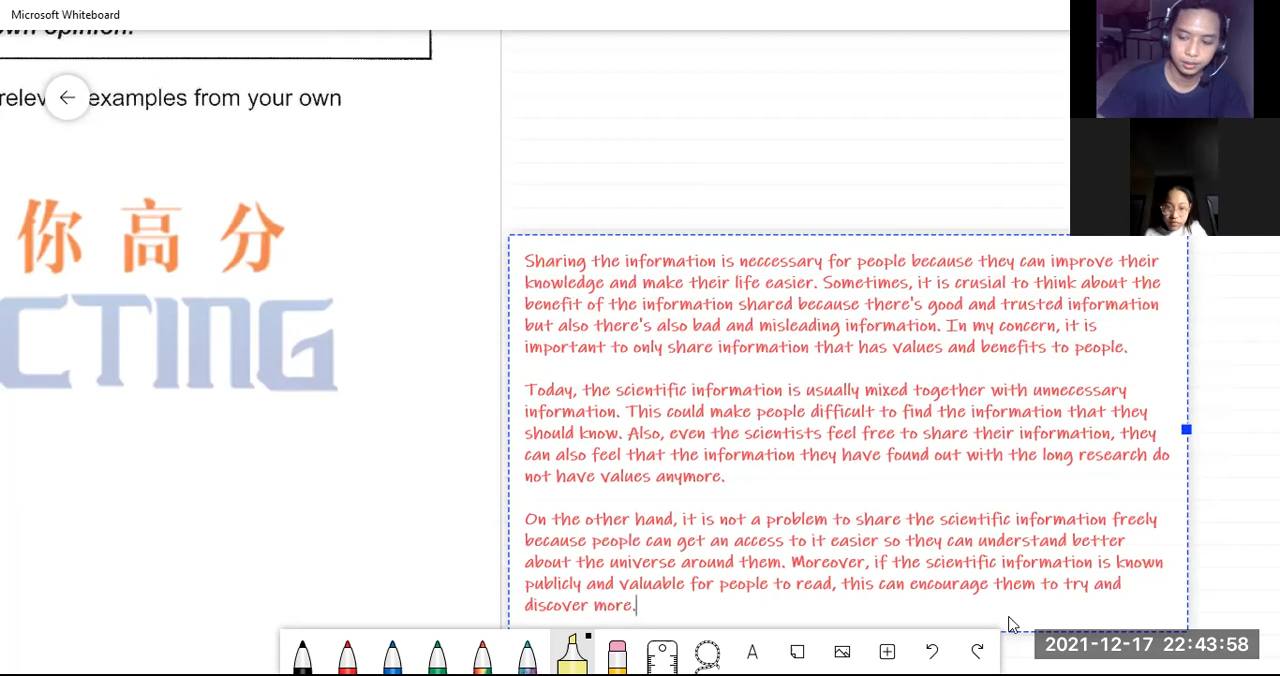 Microsoft Whiteboard
own opinion.
relev examples from your own
你高分
CTING
Sharing the information is neccessary for people because they can improve their
knowledge and make their life easier. Sometimes, it is crusial to think about the
benefit of the information shared because there's good and trusted information
but also there's also bad and misleading information. In my concern, it is
important to only share information that has values and benefits to people.
Today, the scientific information is usually mixed together with unnecessary
information. This could make people difficult to find the information that they
should know. Also, even the scientists feel free to share their information, they
can also feel that the information they have found out with the long research do
not have values anymore.
On the other hand, it is not a problem to share the scientific information freely
because people can get an access to it easier so they can understand better
about the universe around them. Moreover, if the scientific information is known
publicly and valuable for people to read, this can encourage them to try and
discover more.
2021-12-17 22:43:58